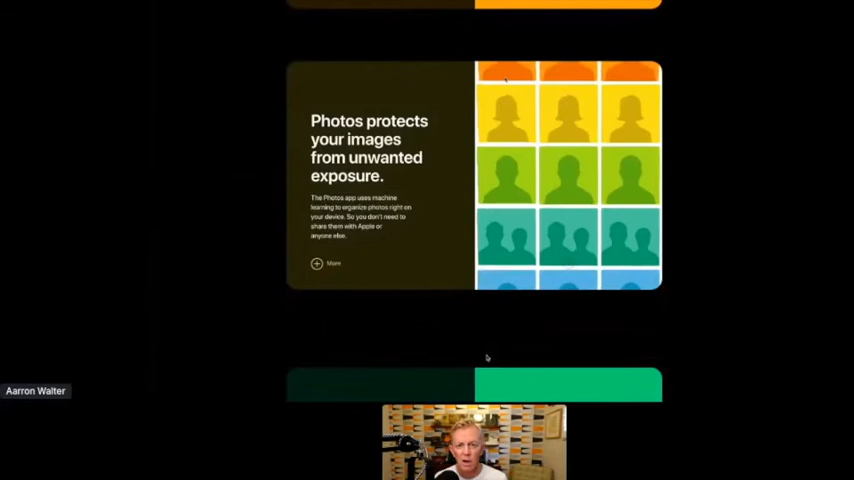 Photos protects
your images
from unwanted
exposure.
The Photos app uses machine
learning to organize photos right on
your device. So you don't need to
share them with Apple or
anyone else.
More
Aarron Walter